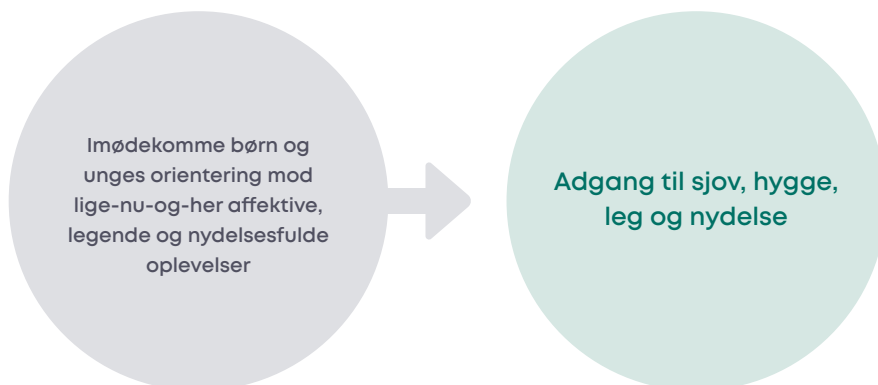 Imødekomme børn og
unges orientering mod
lige-nu-og-her affektive,
legende og nydelsesfulde
oplevelser
Adgang til sjov, hygge,
leg og nydelse